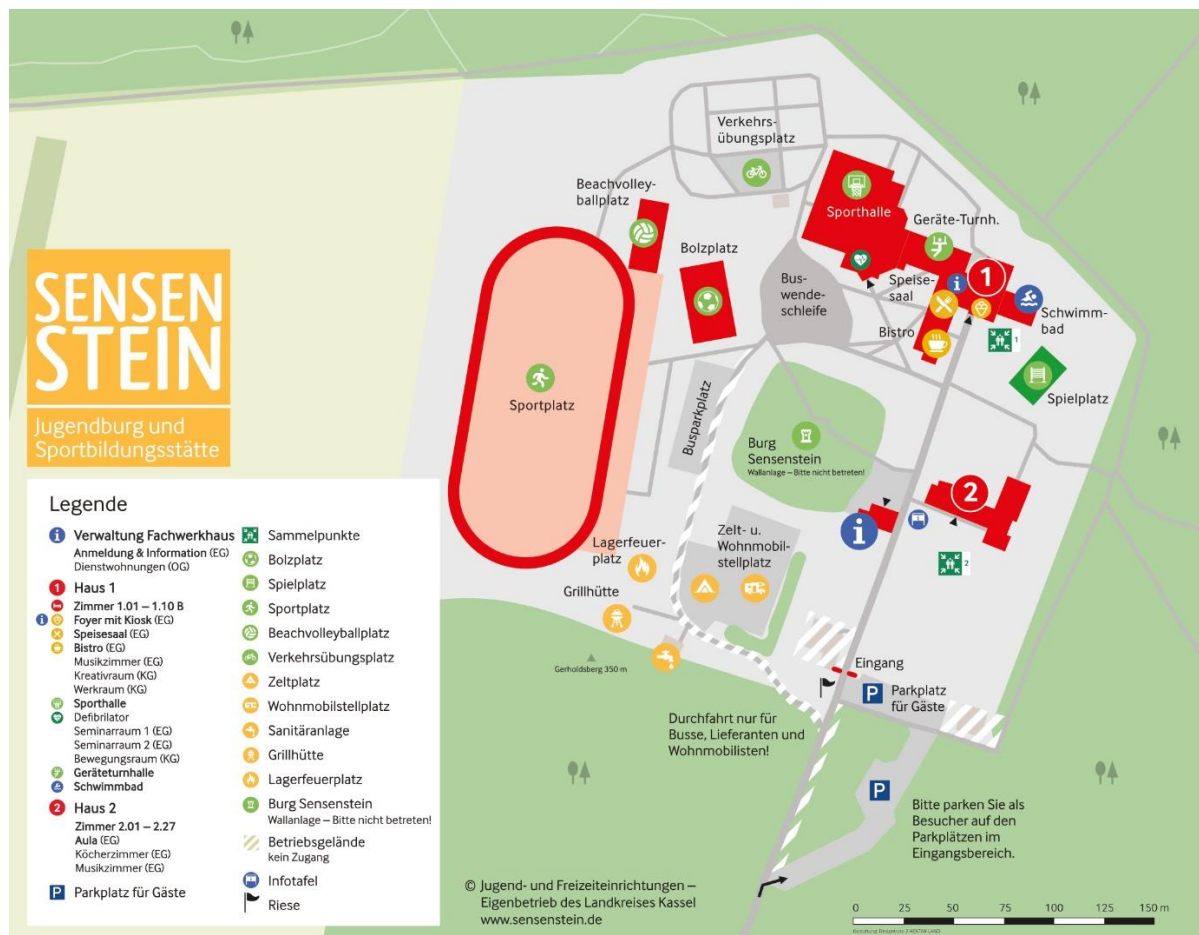 Verkehrs-
übungsplatz
Beachvolley-
ballplatz
Sporthalle
Geräte-Turnh.
Bolzplatz
Bus-
wende-
schleife
Speise-
saal
1
Schwimm-
bad
Bistro
1
Spielplatz
SENSEN
STEIN
Jugendburg und
Sportbildungsstätte
Sportplatz
Busparkplatz
Burg
Sensenstein
Wallanlage – Bitte nicht betreten!
2
i
2
Zelt- u.
Wohnmobil-
stellplatz
Lagerfeuer-
platz
Grillhütte
Gerholdsberg 350 m
Eingang
P
Parkplatz
für Gäste
Durchfahrt nur für
Busse, Lieferanten und
Wohnmobilisten!
P
Bitte parken Sie als
Besucher auf den
Parkplätzen im
Eingangsbereich.
Legende
i Verwaltung Fachwerkhaus
Anmeldung & Information (EG)
Dienstwohnungen (OG)
1 Haus 1
Zimmer 1.01 – 1.10 B
i Foyer mit Kiosk (EG)
Speisesaal (EG)
Bistro (EG)
Musikzimmer (EG)
Kreativraum (KG)
Werkraum (KG)
Sporthalle
Defibrilator
Seminarraum 1 (EG)
Seminarraum 2 (EG)
Bewegungsraum (KG)
Geräteturnhalle
Schwimmbad
2 Haus 2
Zimmer 2.01 – 2.27
Aula (EG)
Köcherzimmer (EG)
Musikzimmer (EG)
P Parkplatz für Gäste
Sammelpunkte
Bolzplatz
Spielplatz
Sportplatz
Beachvolleyballplatz
Verkehrsübungsplatz
Zeltplatz
Wohnmobilstellplatz
Sanitäranlage
Grillhütte
Lagerfeuerplatz
Burg Sensenstein
Wallanlage – Bitte nicht betreten!
Betriebsgelände
kein Zugang
Infotafel
Riese
© Jugend- und Freizeiteinrichtungen –
Eigenbetrieb des Landkreises Kassel
www.sensenstein.de
0 25 50 75 100 125 150 m